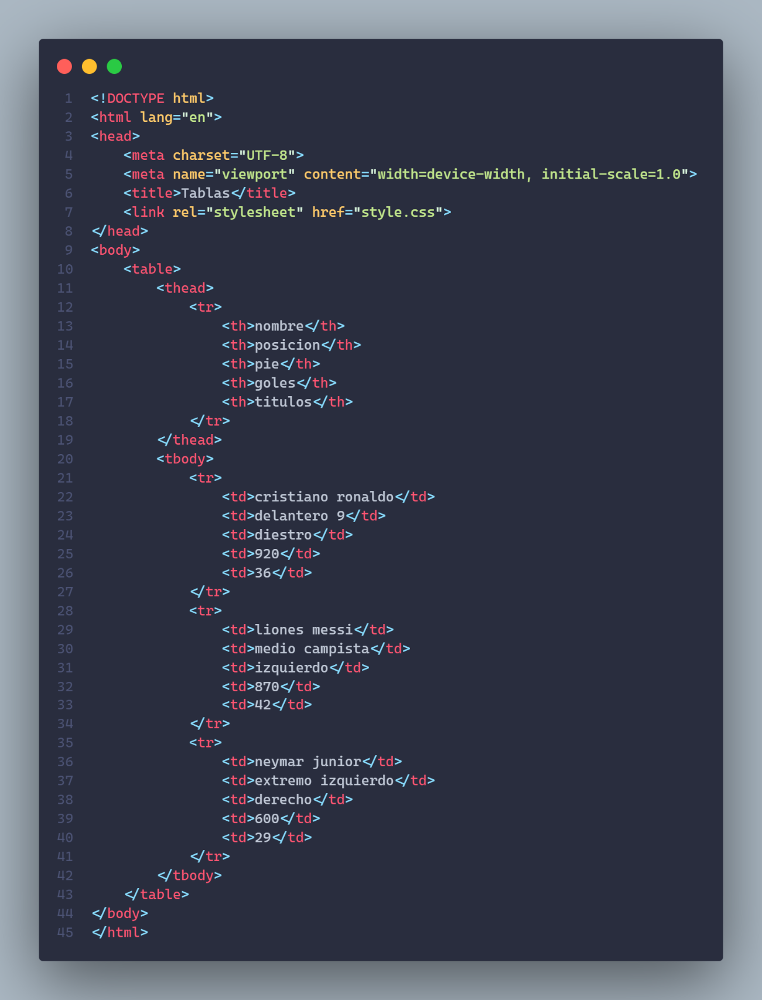 1 <!DOCTYPE html>
2 <html lang="en">
3 <head>
4     <meta charset="UTF-8">
5     <meta name="viewport" content="width=device-width, initial-scale=1.0">
6     <title>Tablas</title>
7     <link rel="stylesheet" href="style.css">
8 </head>
9 <body>
10     <table>
11         <thead>
12             <tr>
13                 <th>nombre</th>
14                 <th>posicion</th>
15                 <th>pie</th>
16                 <th>goles</th>
17                 <th>titulos</th>
18             </tr>
19         </thead>
20         <tbody>
21             <tr>
22                 <td>cristiano ronaldo</td>
23                 <td>delantero 9</td>
24                 <td>diestro</td>
25                 <td>920</td>
26                 <td>36</td>
27             </tr>
28             <tr>
29                 <td>liones messi</td>
30                 <td>medio campista</td>
31                 <td>izquierdo</td>
32                 <td>870</td>
33                 <td>42</td>
34             </tr>
35             <tr>
36                 <td>neymar junior</td>
37                 <td>extremo izquierdo</td>
38                 <td>derecho</td>
39                 <td>600</td>
40                 <td>29</td>
41             </tr>
42         </tbody>
43     </table>
44 </body>
45 </html>